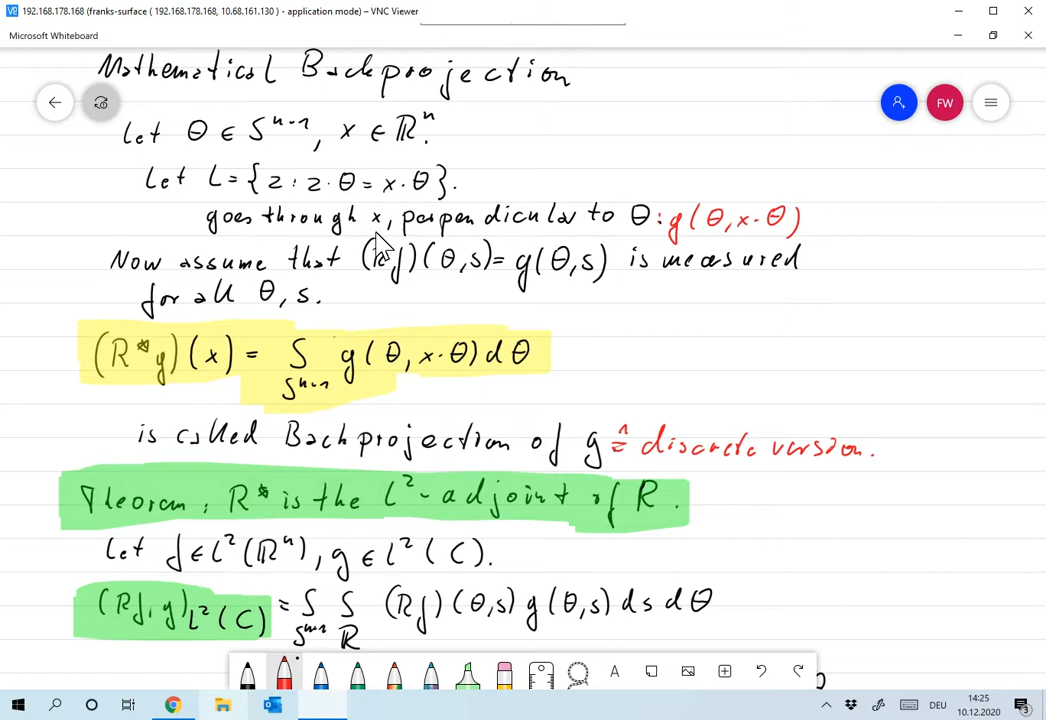 192.168.178.168 (franks-surface ( 192.168.178.168, 10.68.161.130) - application mode) - VNC Viewer
Microsoft Whiteboard
Mathematical Backprojection
Let θ ∈ S^{n-1}, x ∈ ℝ^n.
Let L = {z : z·θ = x·θ}.
goes through x, perpendicular to θ: g(θ, x·θ)
FW
Now assume that (Rf)(θ,s) = g(θ,s) is measured
for all θ, s.
(R*g)(x) = ∫_{S^{n-1}} g(θ, x·θ) dθ
is called Backprojection of g ≙ discrete version.
Theorem: R* is the L²-adjoint of R.
Let f ∈ L²(ℝ^n), g ∈ L²(C).
(Rf, g)_{L²(C)} = ∫_{S^{n-1}} ∫_ℝ (Rf)(θ,s) g(θ,s) ds dθ
A
DEU
14:25
10.12.2020
3